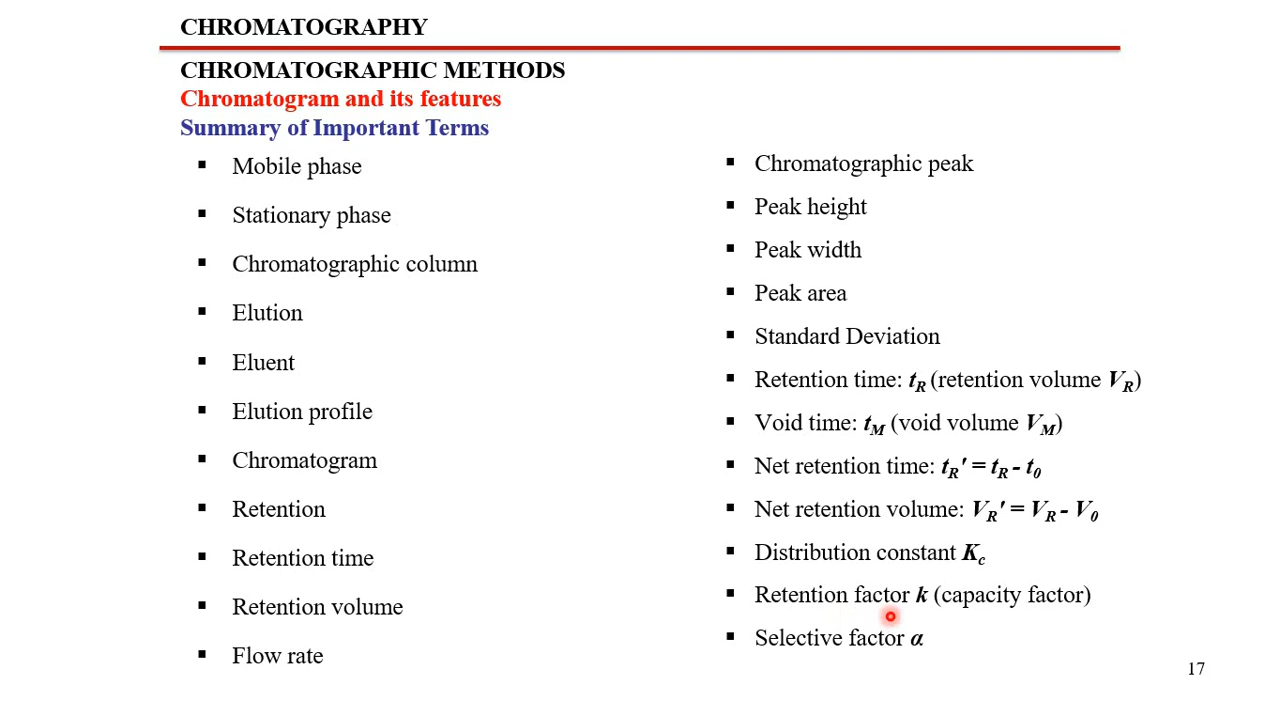 CHROMATOGRAPHY
CHROMATOGRAPHIC METHODS
Chromatogram and its features
Summary of Important Terms
▪ Mobile phase
▪ Stationary phase
▪ Chromatographic column
▪ Elution
▪ Eluent
▪ Elution profile
▪ Chromatogram
▪ Retention
▪ Retention time
▪ Retention volume
▪ Flow rate
▪ Chromatographic peak
▪ Peak height
▪ Peak width
▪ Peak area
▪ Standard Deviation
▪ Retention time: tR (retention volume VR)
▪ Void time: tM (void volume VM)
▪ Net retention time: tR' = tR - t0
▪ Net retention volume: VR' = VR - V0
▪ Distribution constant Kc
▪ Retention factor k (capacity factor)
▪ Selective factor α
17